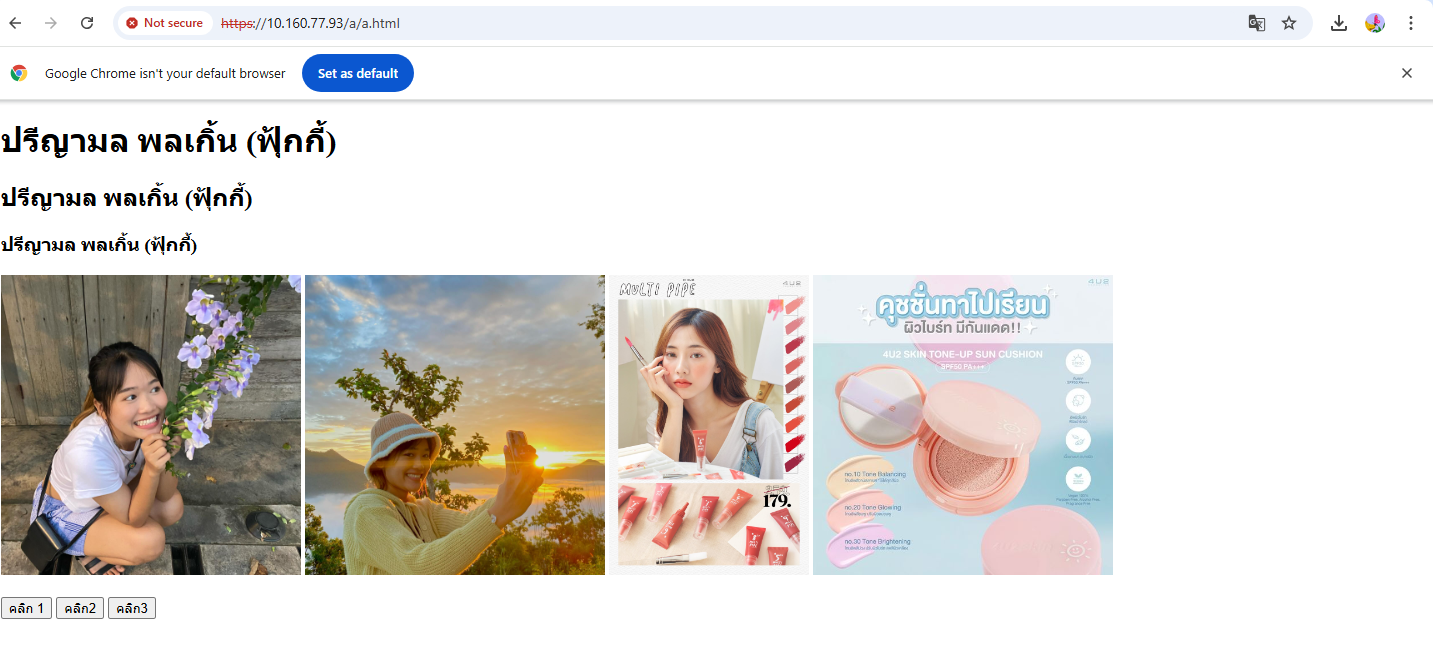 Not secure https://10.160.77.93/a/a.html
Google Chrome isn't your default browser Set as default
ปรีญามล พลเกิ้น (ฟุ้กกี้)
ปรีญามล พลเกิ้น (ฟุ้กกี้)
ปรีญามล พลเกิ้น (ฟุ้กกี้)
MULTI PIPE
4U2
179.
4U2
คุชชั่นทาไปเรียน
ผิวไบร์ท มีกันแดด!!
4U2 SKIN TONE-UP SUN CUSHION
SPF50 PA+++
no.10 Tone Balancing
no.20 Tone Glowing
no.30 Tone Brightening
คลิก 1 คลิก2 คลิก3